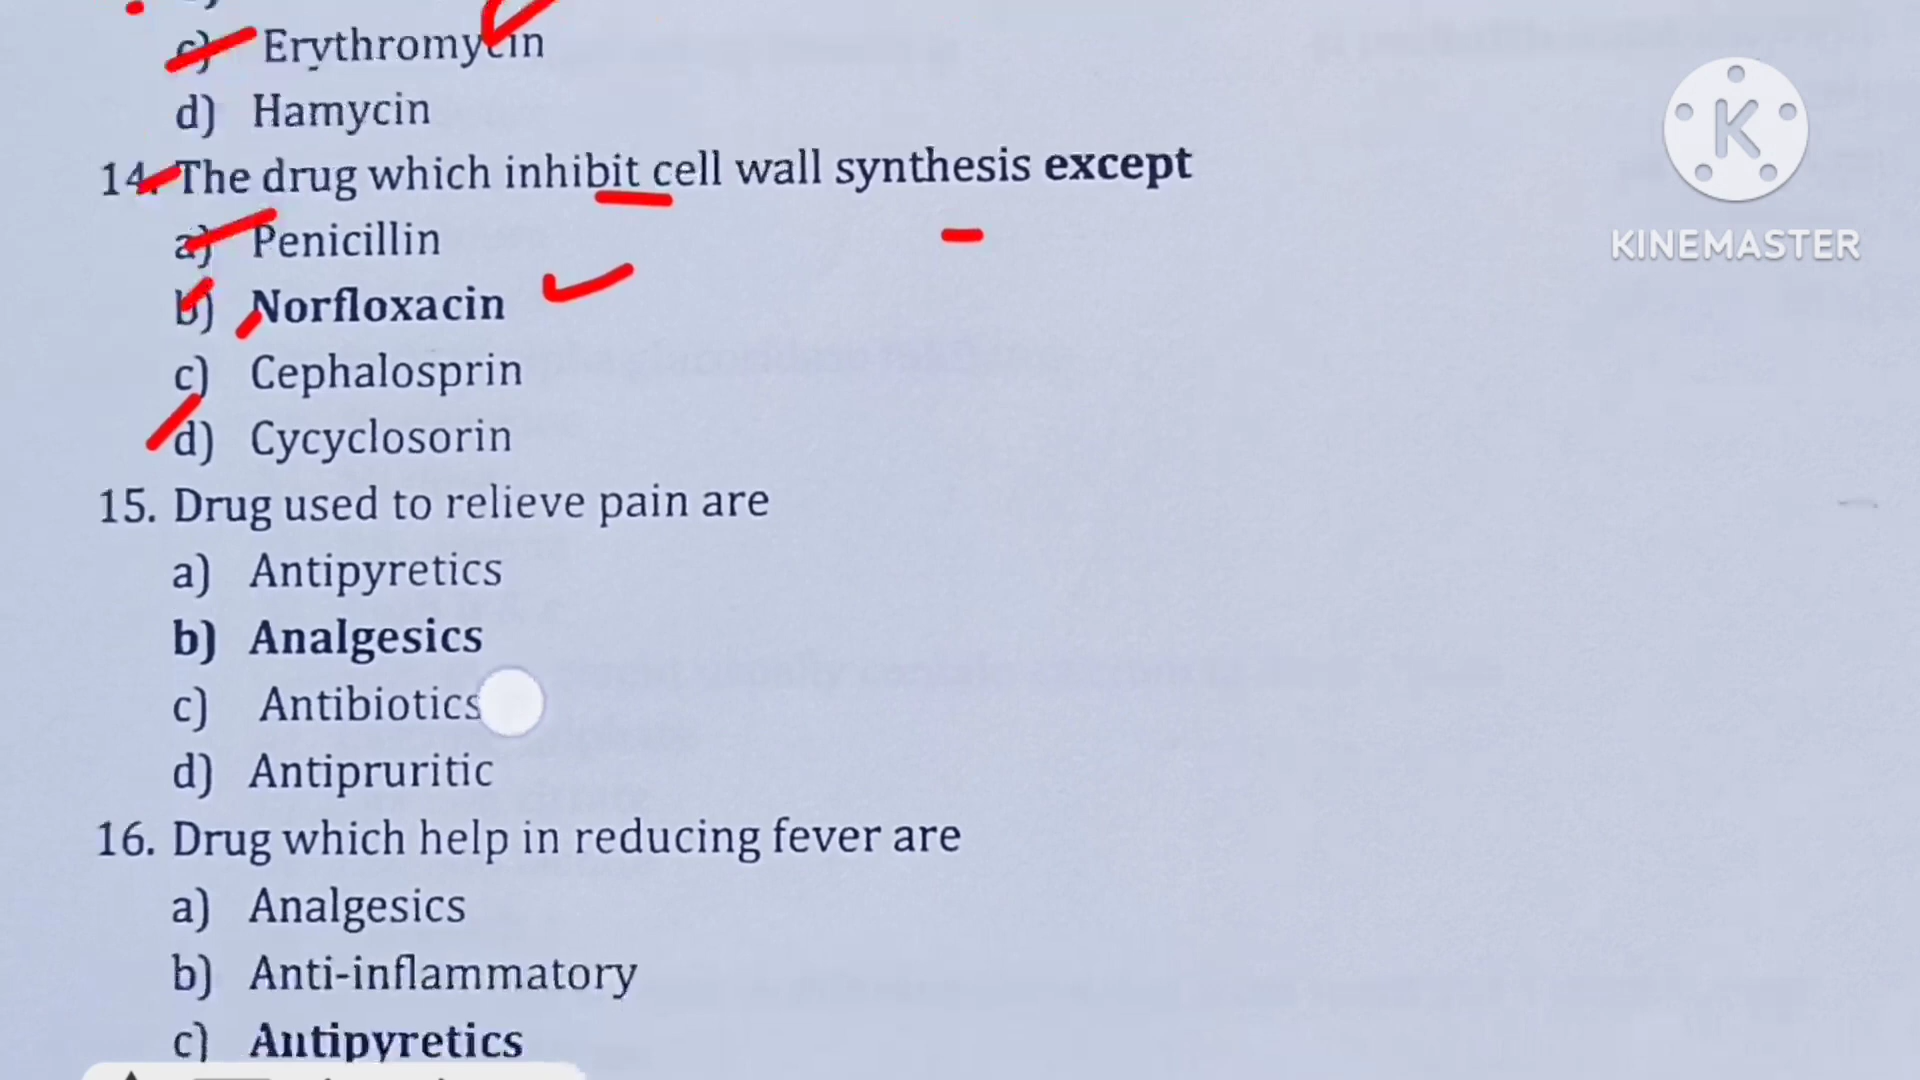 c) Erythromycin
d) Hamycin
14. The drug which inhibit cell wall synthesis except
a) Penicillin
b) Norfloxacin
c) Cephalosprin
d) Cycyclosorin
15. Drug used to relieve pain are
a) Antipyretics
b) Analgesics
c) Antibiotics
d) Antipruritic
16. Drug which help in reducing fever are
a) Analgesics
b) Anti-inflammatory
c) Antipyretics
K
KINEMASTER